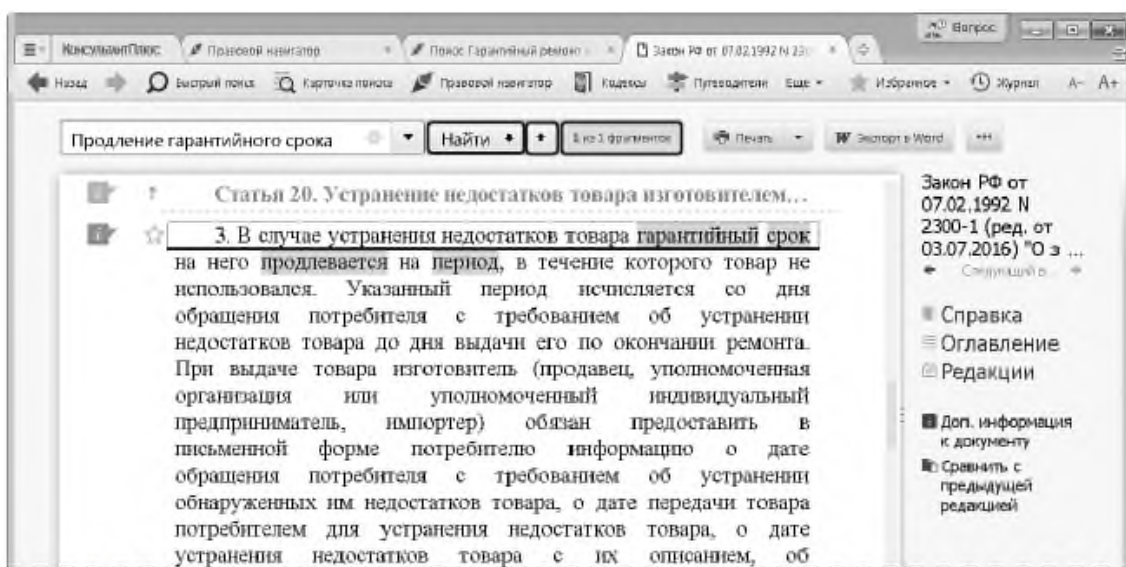 Вопрос
КонсультантПлюс
Правовой навигатор
Поиск Гарантийный ремонт
Закон РФ от 07.02.1992 N 230
Назад
Быстрый поиск
Карточка поиска
Правовой навигатор
Кодексы
Путеводители
Еще
Избранное
Журнал
A- A+
Продление гарантийного срока
Найти
1 из 1 фрагментов
Печать
Экспорт в Word
Статья 20. Устранение недостатков товара изготовителем...
3. В случае устранения недостатков товара гарантийный срок
на него продлевается на период, в течение которого товар не
использовался. Указанный период исчисляется со дня
обращения потребителя с требованием об устранении
недостатков товара до дня выдачи его по окончании ремонта.
При выдаче товара изготовитель (продавец, уполномоченная
организация или уполномоченный индивидуальный
предприниматель, импортер) обязан предоставить в
письменной форме потребителю информацию о дате
обращения потребителя с требованием об устранении
обнаруженных им недостатков товара, о дате передачи товара
потребителем для устранения недостатков товара, о дате
устранения недостатков товара с их описанием, об
Закон РФ от
07.02.1992 N
2300-1 (ред. от
03.07.2016) "О з ...
Следующий в...
Справка
Оглавление
Редакции
Доп. информация
к документу
Сравнить с
предыдущей
редакцией